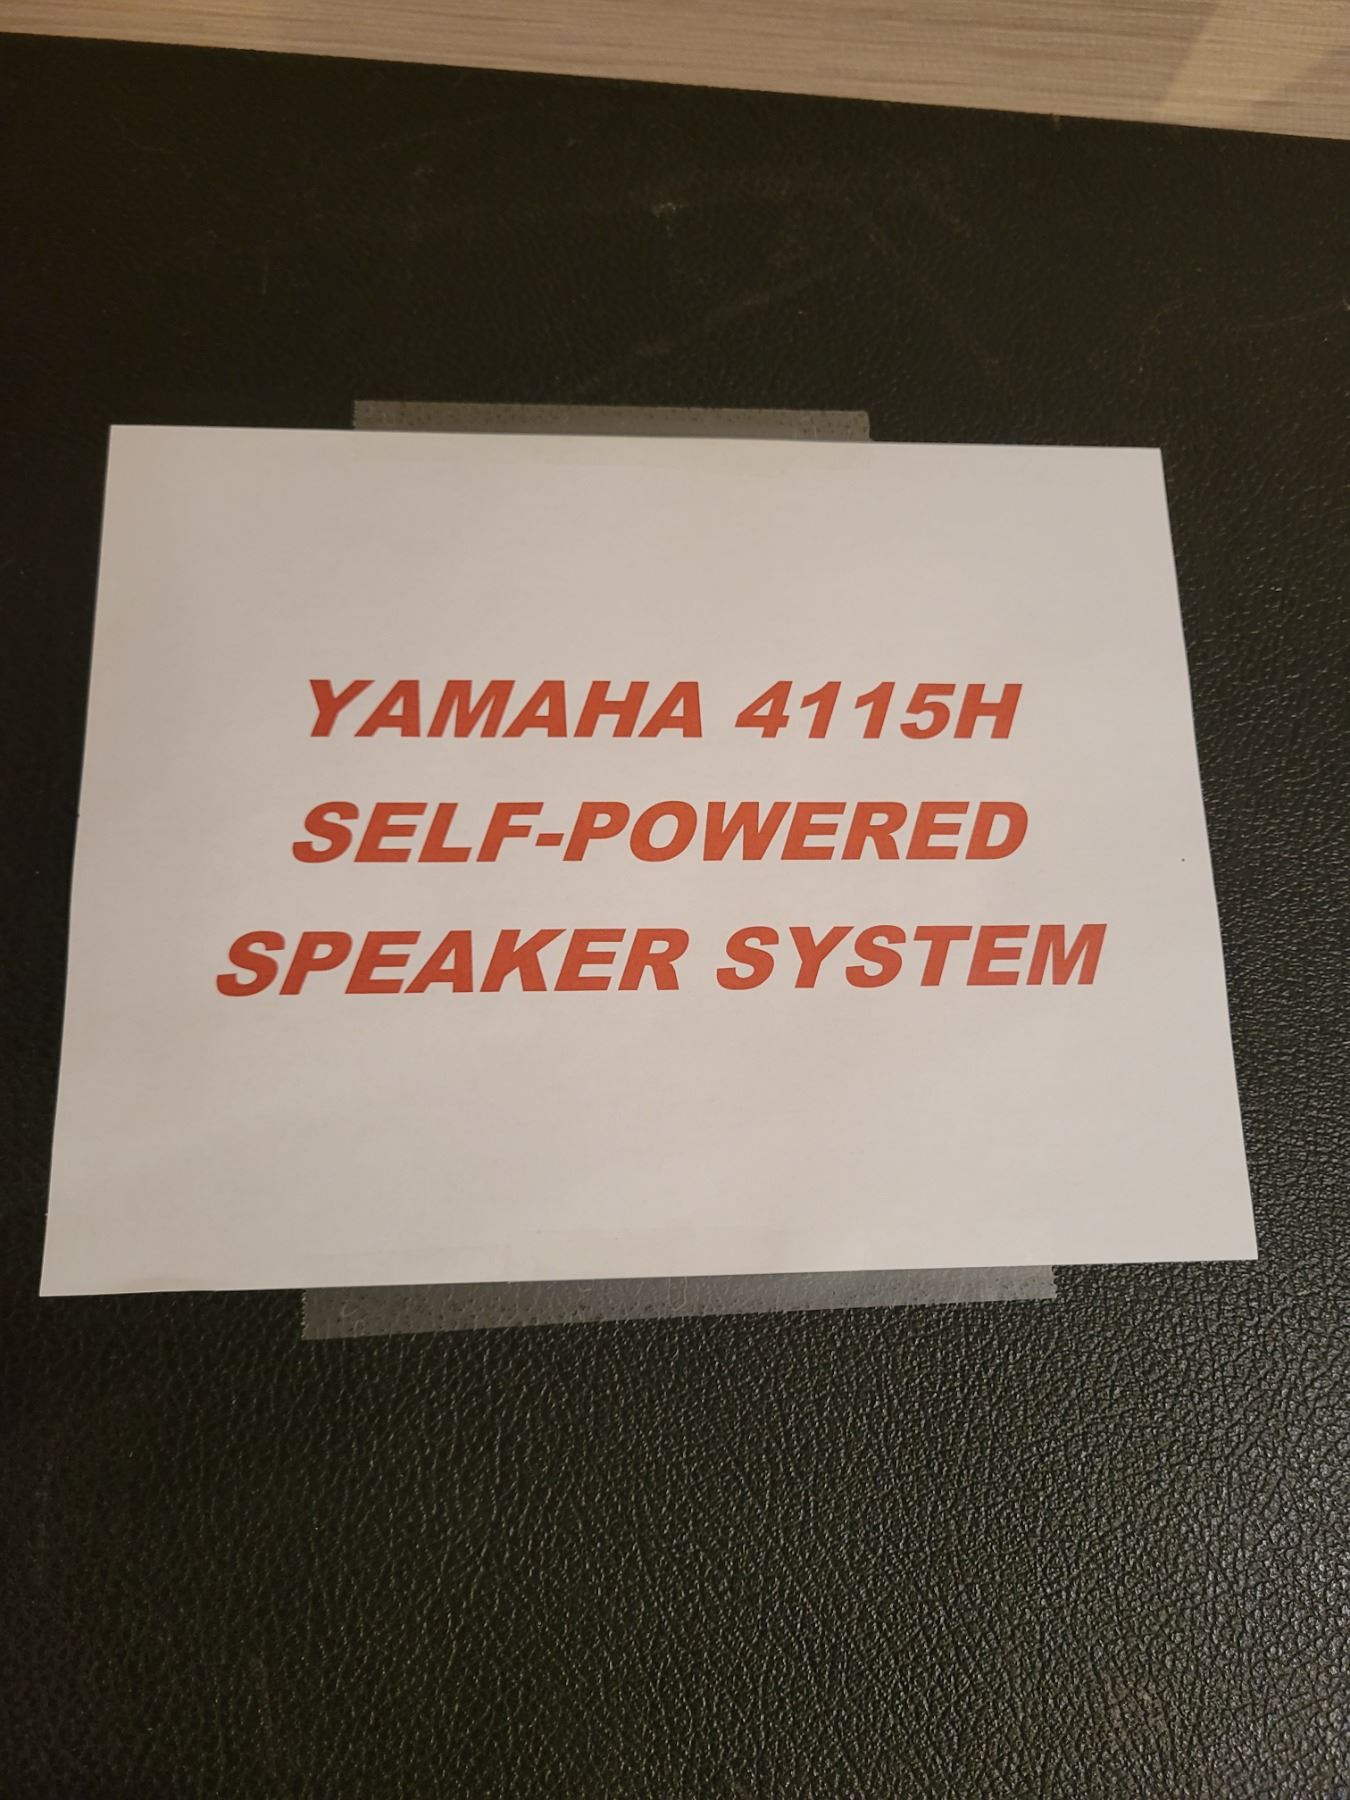 YAMAHA 4115H
SELF-POWERED
SPEAKER SYSTEM